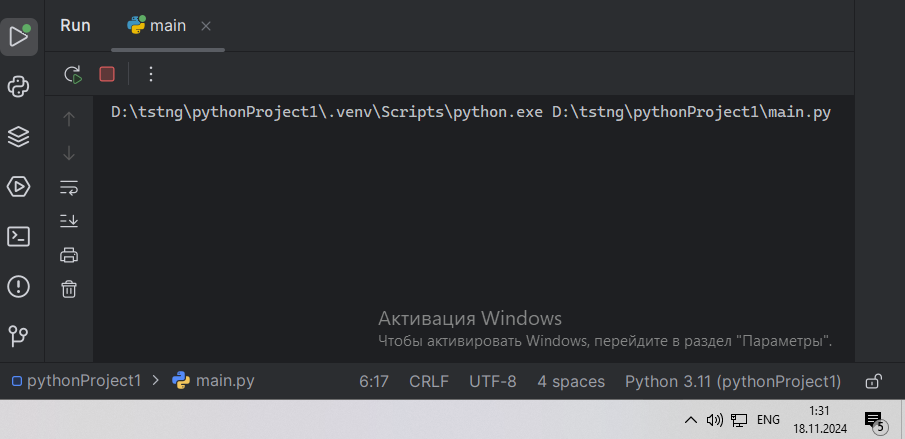 Run
main
D:\tstng\pythonProject1\.venv\Scripts\python.exe D:\tstng\pythonProject1\main.py
Активация Windows
Чтобы активировать Windows, перейдите в раздел "Параметры".
pythonProject1 > main.py 6:17 CRLF UTF-8 4 spaces Python 3.11 (pythonProject1)
ENG 1:31
18.11.2024
5